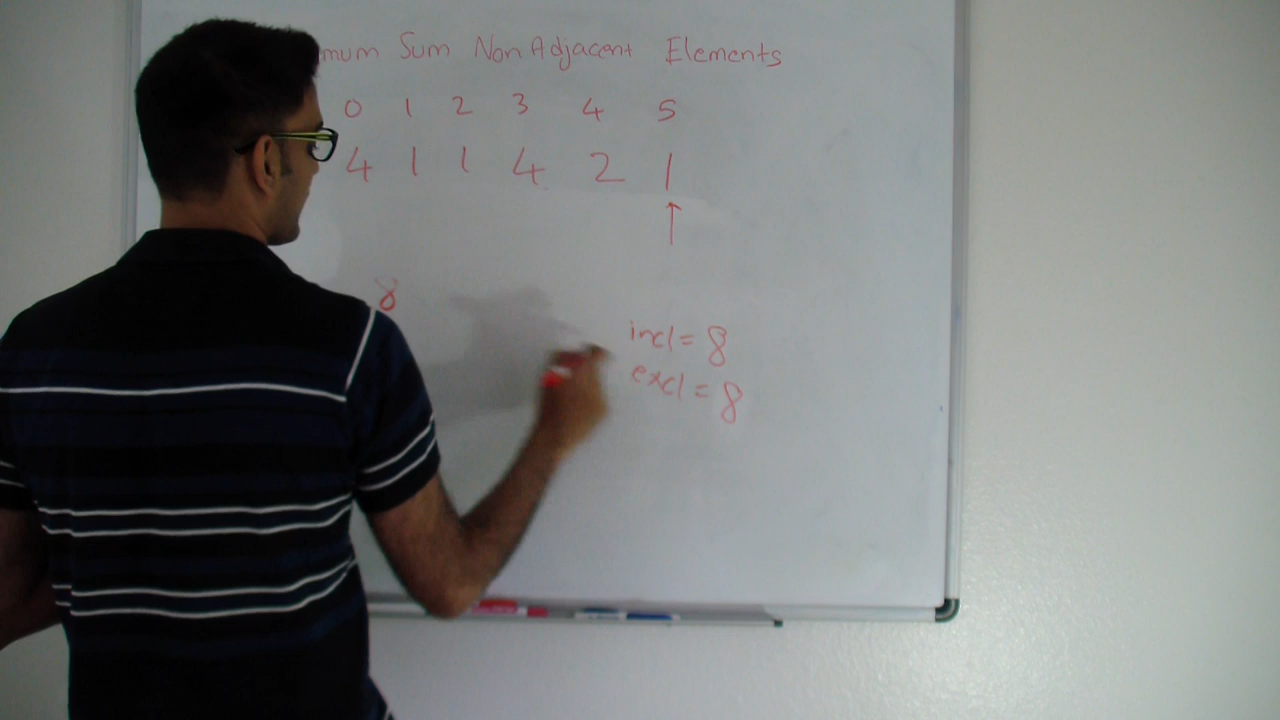 mum Sum Non Adjacent Elements
0 1 2 3 4 5
4 1 1 4 2 1
8
incl = 8
excl = 8